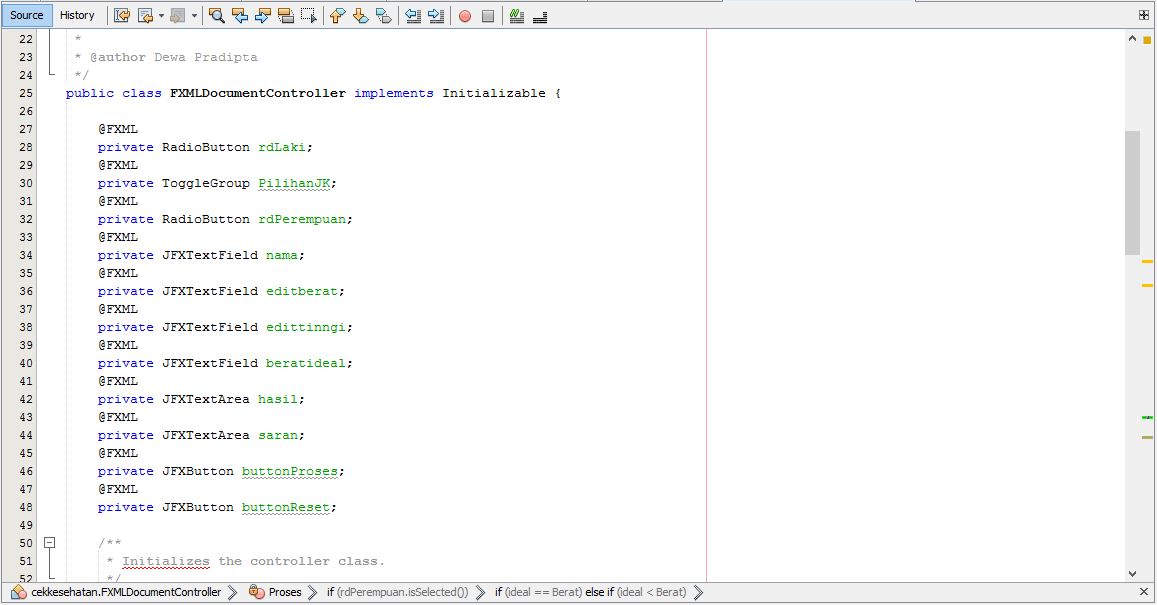 Source History
22 *
23 * @author Dewa Pradipta
24 */
25 public class FXMLDocumentController implements Initializable {
26
27 @FXML
28 private RadioButton rdLaki;
29 @FXML
30 private ToggleGroup PilihanJK;
31 @FXML
32 private RadioButton rdPerempuan;
33 @FXML
34 private JFXTextField nama;
35 @FXML
36 private JFXTextField editberat;
37 @FXML
38 private JFXTextField edittinngi;
39 @FXML
40 private JFXTextField beratideal;
41 @FXML
42 private JFXTextArea hasil;
43 @FXML
44 private JFXTextArea saran;
45 @FXML
46 private JFXButton buttonProses;
47 @FXML
48 private JFXButton buttonReset;
49
50 /**
51 * Initializes the controller class.
52 */
cekkesehatan.FXMLDocumentController Proses if (rdPerempuan.isSelected()) if (ideal == Berat) else if (ideal < Berat)